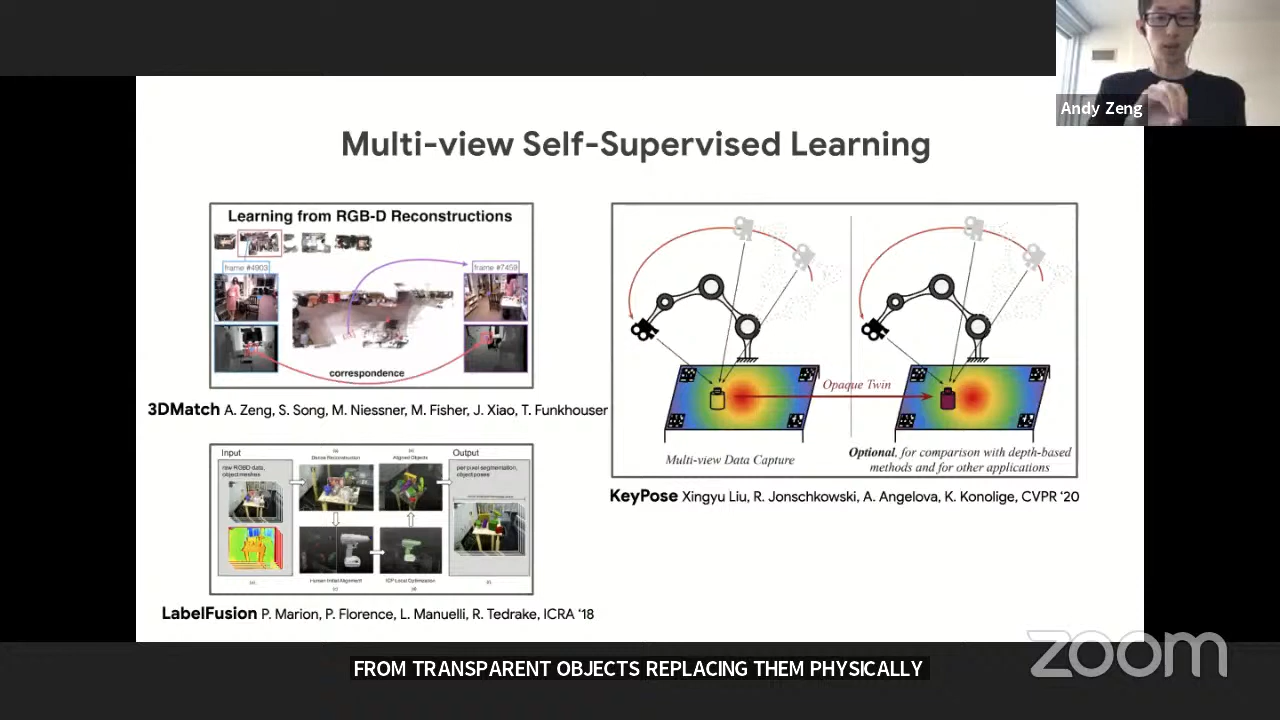 Andy Zeng
Multi-view Self-Supervised Learning
Learning from RGB-D Reconstructions
frame #4903
frame #7459
correspondence
3DMatch A. Zeng, S. Song, M. Niessner, M. Fisher, J. Xiao, T. Funkhouser
Opaque Twin
Multi-view Data Capture
Optional, for comparison with depth-based
methods and for other applications
KeyPose Xingyu Liu, R. Jonschkowski, A. Angelova, K. Konolige, CVPR ‘20
Input
raw RGBD data,
object meshes
Dense Reconstruction
Aligned Objects
Output
per-pixel segmentation,
object poses
Human Initial Alignment
ICP Local Optimization
LabelFusion P. Marion, P. Florence, L. Manuelli, R. Tedrake, ICRA ‘18
zoom
FROM TRANSPARENT OBJECTS REPLACING THEM PHYSICALLY